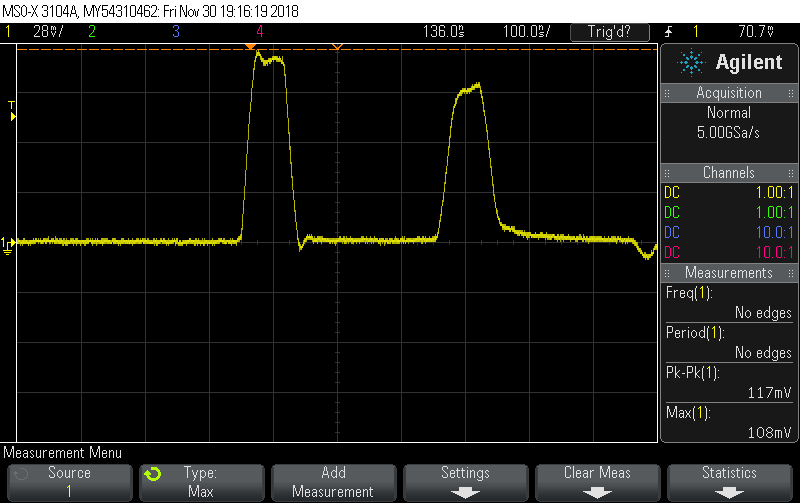 MSO-X 3104A, MY54310462: Fri Nov 30 19:16:19 2018
1 28mV/ 2 3 4 136.0ns 100.0ns/ Trig'd? 1 70.7mV
Agilent
Acquisition
Normal
5.00GSa/s
Channels
DC 1.00:1
DC 1.00:1
DC 10.0:1
DC 10.0:1
Measurements
Freq(1):
No edges
Period(1):
No edges
Pk-Pk(1):
117mV
Max(1):
108mV
T
1
Measurement Menu
Source
1
Type:
Max
Add
Measurement
Settings
Clear Meas
Statistics